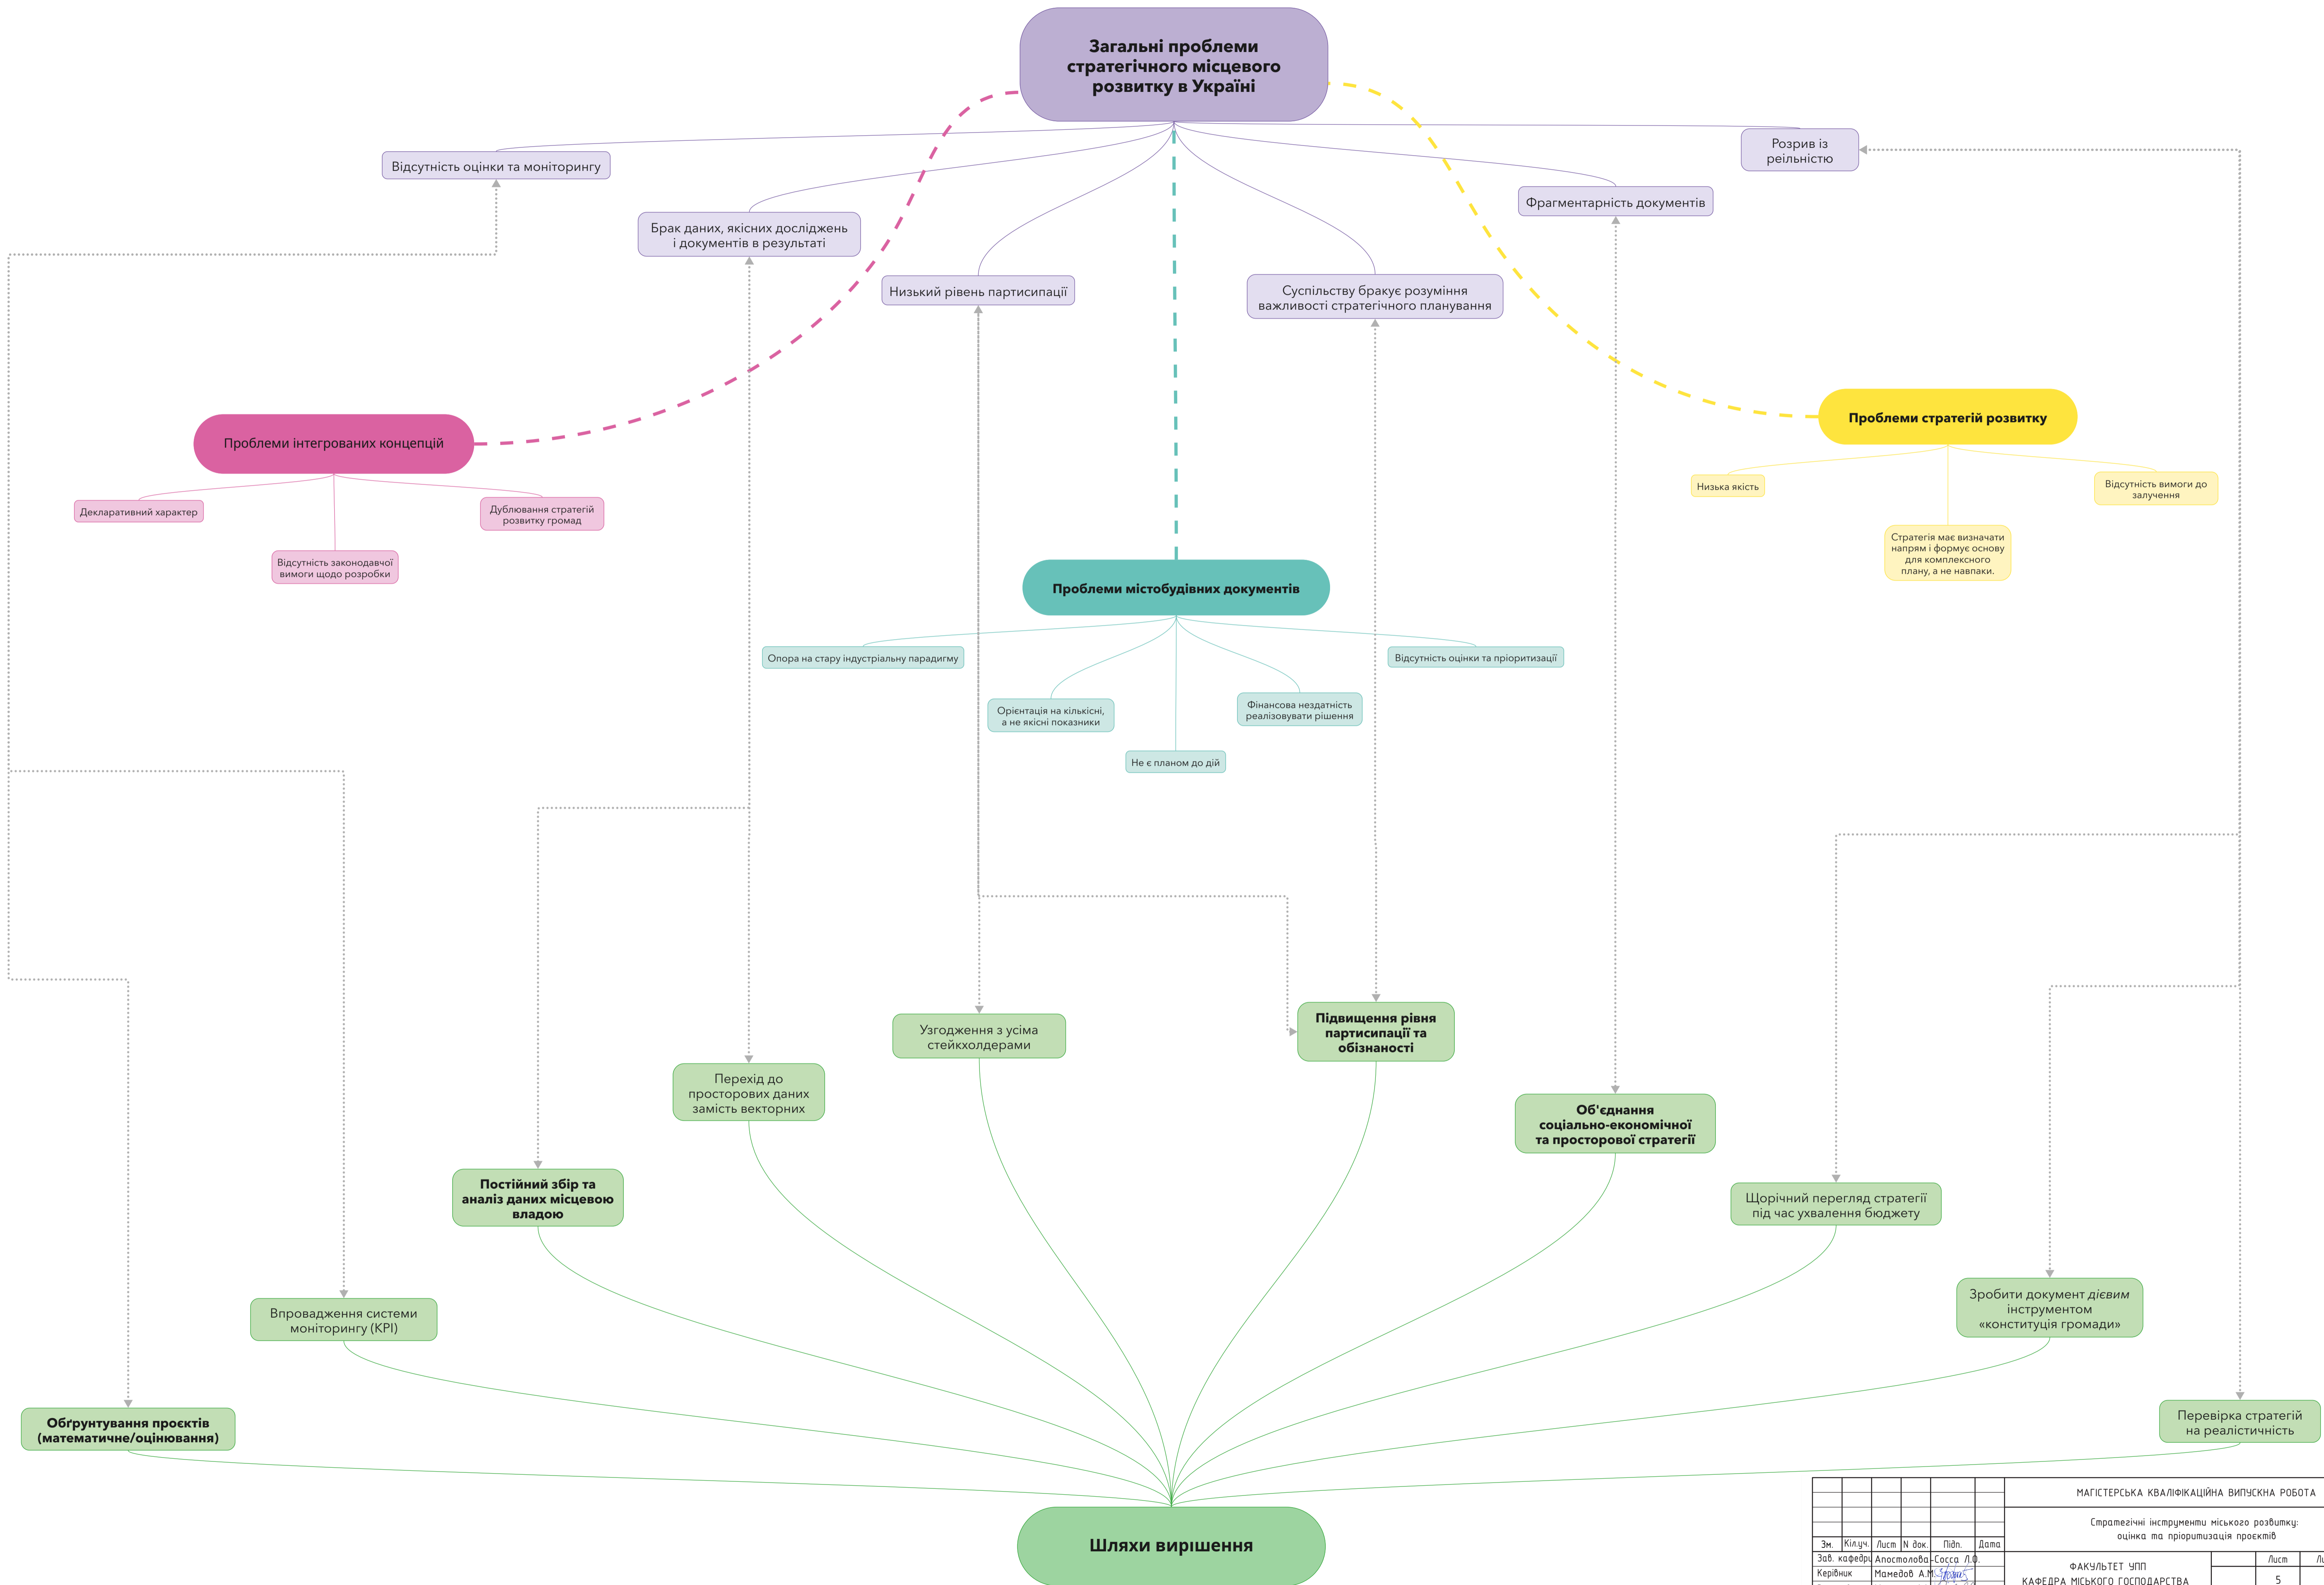 Загальні проблеми
стратегічного місцевого
розвитку в Україні
Відсутність оцінки та моніторингу
Брак даних, якісних досліджень
і документів в результаті
Низький рівень партисипації
Суспільству бракує розуміння
важливості стратегічного планування
Фрагментарність документів
Розрив із
реільністю
Проблеми інтегрованих концепцій
Декларативний характер
Відсутність законодавчої
вимоги щодо розробки
Дублювання стратегій
розвитку громад
Проблеми стратегій розвитку
Низька якість
Стратегія має визначати
напрям і формує основу
для комплексного
плану, а не навпаки.
Відсутність вимоги до
залучення
Проблеми містобудівних документів
Опора на стару індустріальну парадигму
Орієнтація на кількісні,
а не якісні показники
Не є планом до дій
Фінансова нездатність
реалізовувати рішення
Відсутність оцінки та пріоритизації
Обґрунтування проєктів
(математичне/оцінювання)
Впровадження системи
моніторингу (KPI)
Постійний збір та
аналіз даних місцевою
владою
Перехід до
просторових даних
замість векторних
Узгодження з усіма
стейкхолдерами
Підвищення рівня
партисипації та
обізнаності
Об'єднання
соціально-економічної
та просторової стратегії
Щорічний перегляд стратегії
під час ухвалення бюджету
Зробити документ дієвим
інструментом
«конституція громади»
Перевірка стратегій
на реалістичність
Шляхи вирішення
МАГІСТЕРСЬКА КВАЛІФІКАЦІЙНА ВИПУСКНА РОБОТА
Стратегічні інструменти міського розвитку:
оцінка та пріоритизація проєктів
Зм. Кіл.уч. Лист N док. Підп. Дата
Зав. кафедри Апостолова-Сосса Л.О.
Керівник Мамедов А.М.
ФАКУЛЬТЕТ УПП
КАФЕДРА МІСЬКОГО ГОСПОДАРСТВА
Лист
5